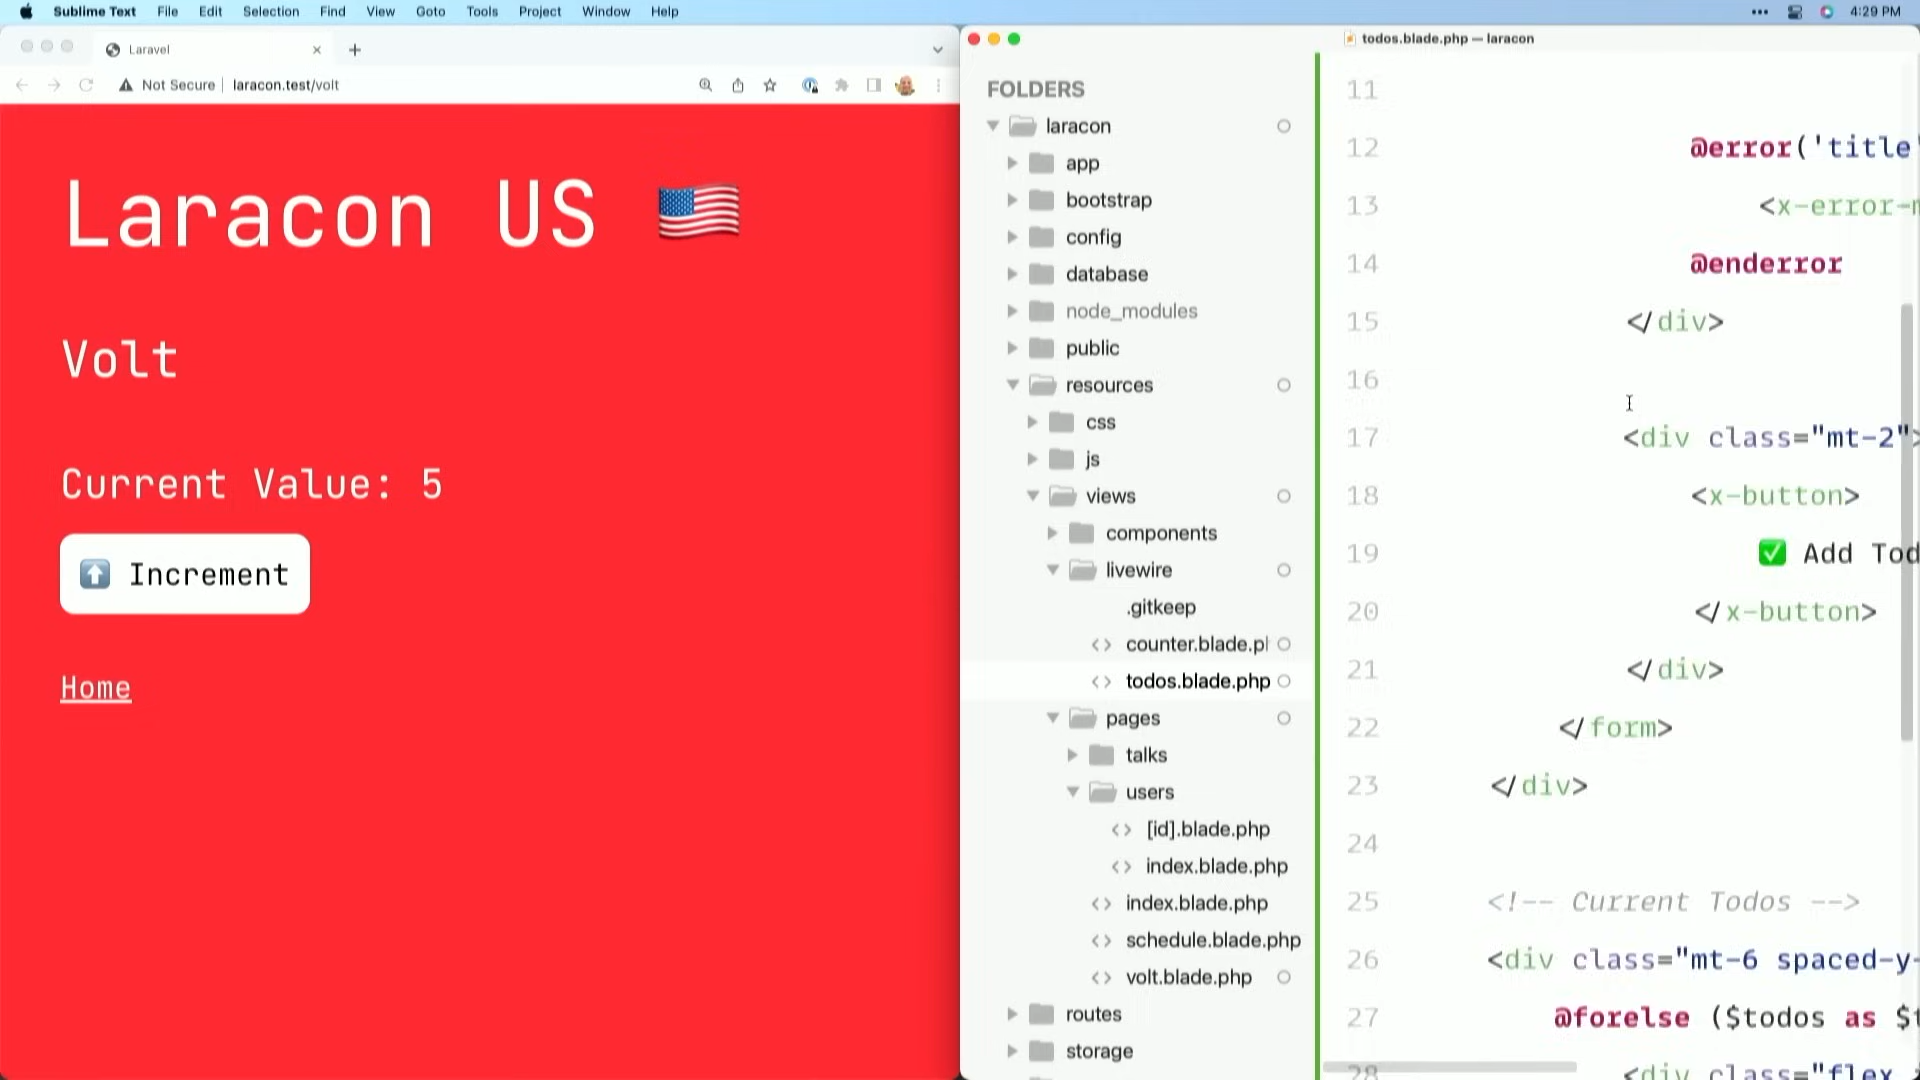 Sublime Text File Edit Selection Find View Goto Tools Project Window Help 4:29 PM
Laravel
Not Secure laracon.test/volt
Laracon US 🇺🇸
Volt
Current Value: 5
⬆️ Increment
Home
todos.blade.php — laracon
FOLDERS
laracon
app
bootstrap
config
database
node_modules
public
resources
css
js
views
components
livewire
.gitkeep
counter.blade.p
todos.blade.php
pages
talks
users
[id].blade.php
index.blade.php
index.blade.php
schedule.blade.php
volt.blade.php
routes
storage
11
12 @error('title'
13 <x-error-
14 @enderror
15 </div>
16
17 <div class="mt-2">
18 <x-button>
19 ✅ Add Tod
20 </x-button>
21 </div>
22 </form>
23 </div>
24
25 <!-- Current Todos -->
26 <div class="mt-6 spaced-y-
27 @forelse ($todos as $t
28 <div class="flex